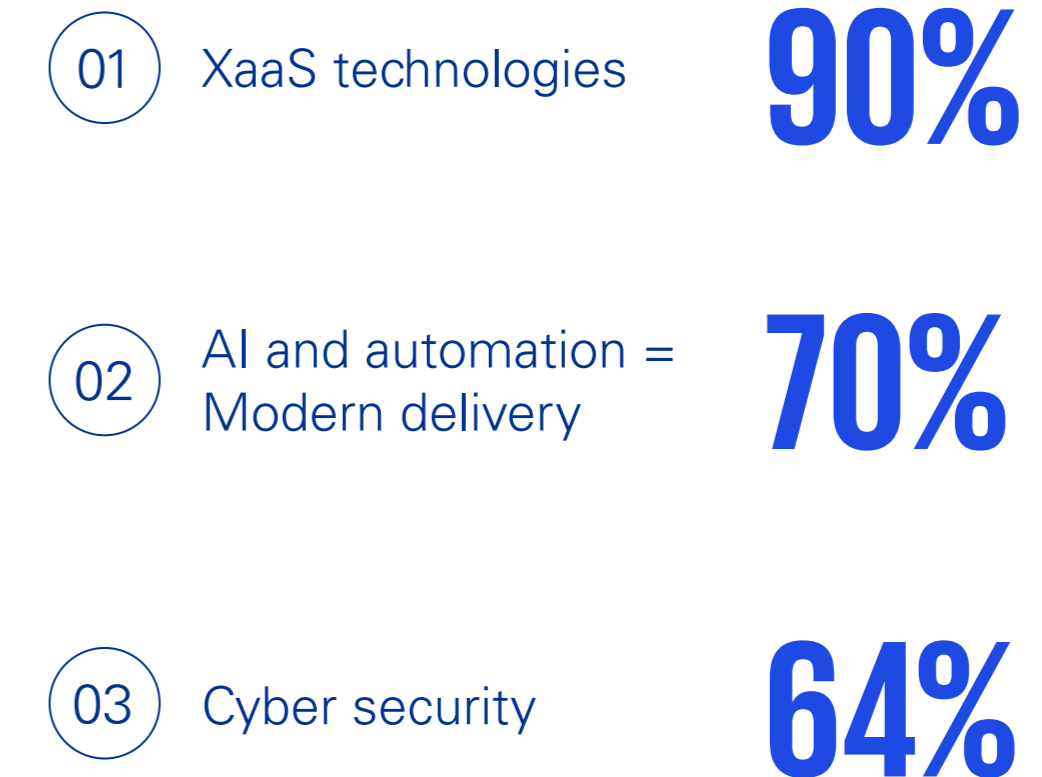 01 XaaS technologies 90%
02 AI and automation =
Modern delivery 70%
03 Cyber security 64%